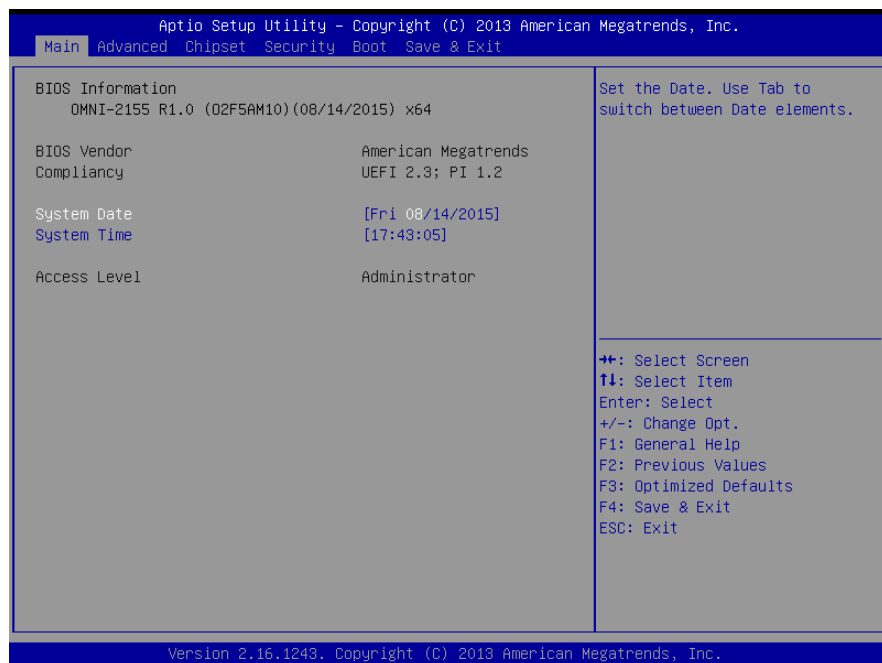 Aptio Setup Utility – Copyright (C) 2013 American Megatrends, Inc.
Main Advanced Chipset Security Boot Save & Exit
BIOS Information
OMNI-2155 R1.0 (O2F5AM10)(08/14/2015) x64
BIOS Vendor American Megatrends
Compliancy UEFI 2.3; PI 1.2
System Date [Fri 08/14/2015]
System Time [17:43:05]
Access Level Administrator
Set the Date. Use Tab to
switch between Date elements.
→←: Select Screen
↑↓: Select Item
Enter: Select
+/-: Change Opt.
F1: General Help
F2: Previous Values
F3: Optimized Defaults
F4: Save & Exit
ESC: Exit
Version 2.16.1243. Copyright (C) 2013 American Megatrends, Inc.